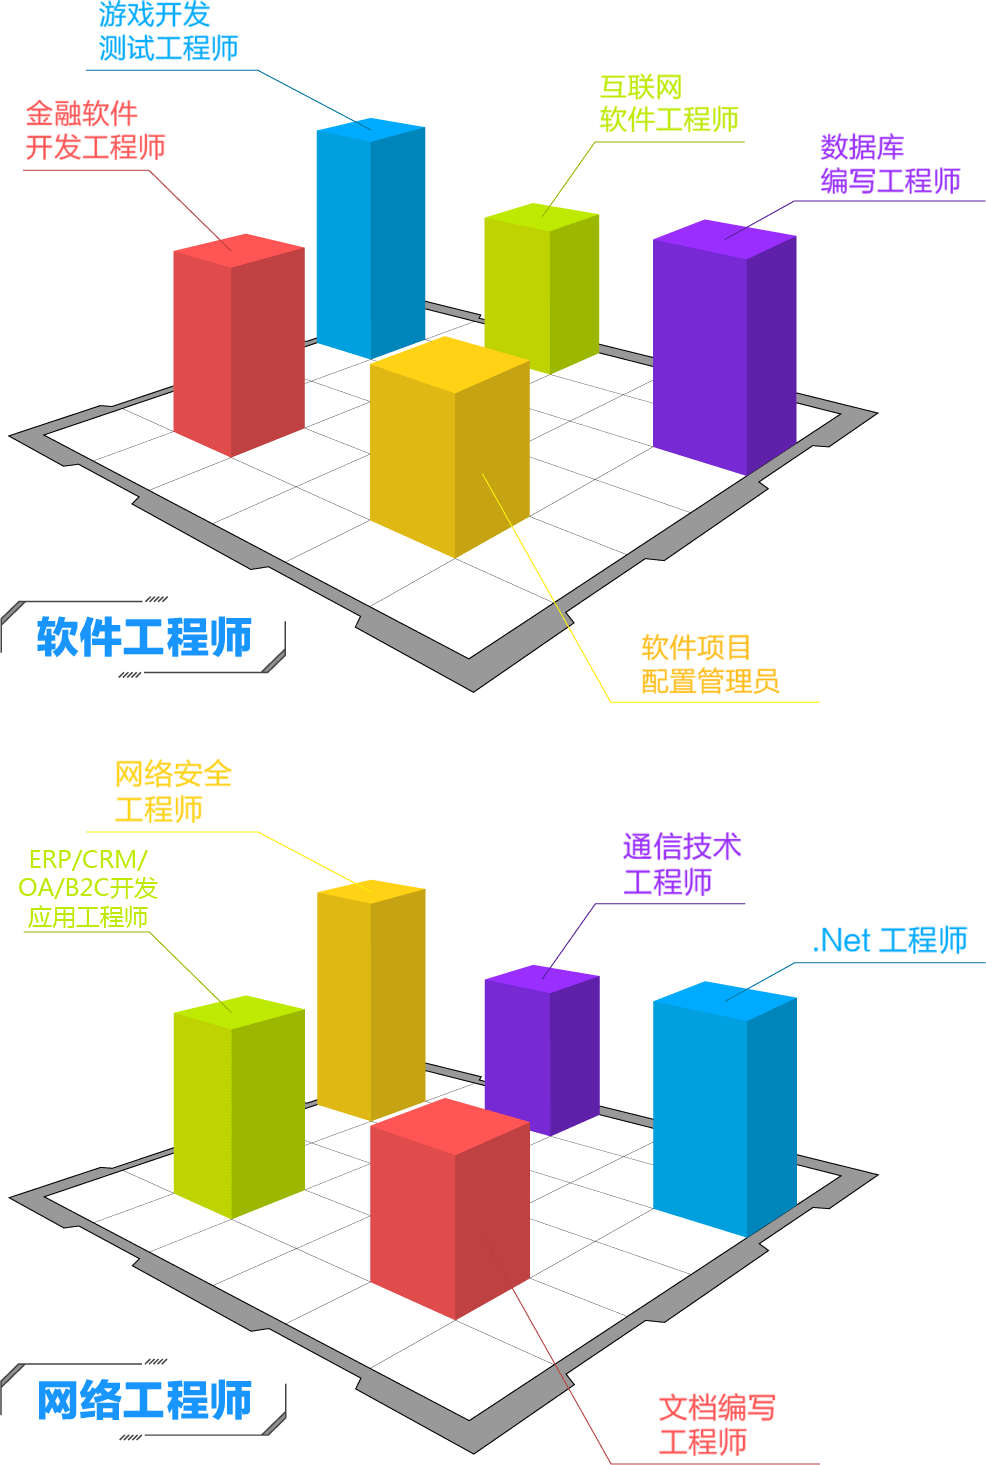 游戏开发
测试工程师
金融软件
开发工程师
互联网
软件工程师
数据库
编写工程师
软件工程师
软件项目
配置管理员
网络安全
工程师
ERP/CRM/
OA/B2C开发
应用工程师
通信技术
工程师
.Net 工程师
网络工程师
文档编写
工程师